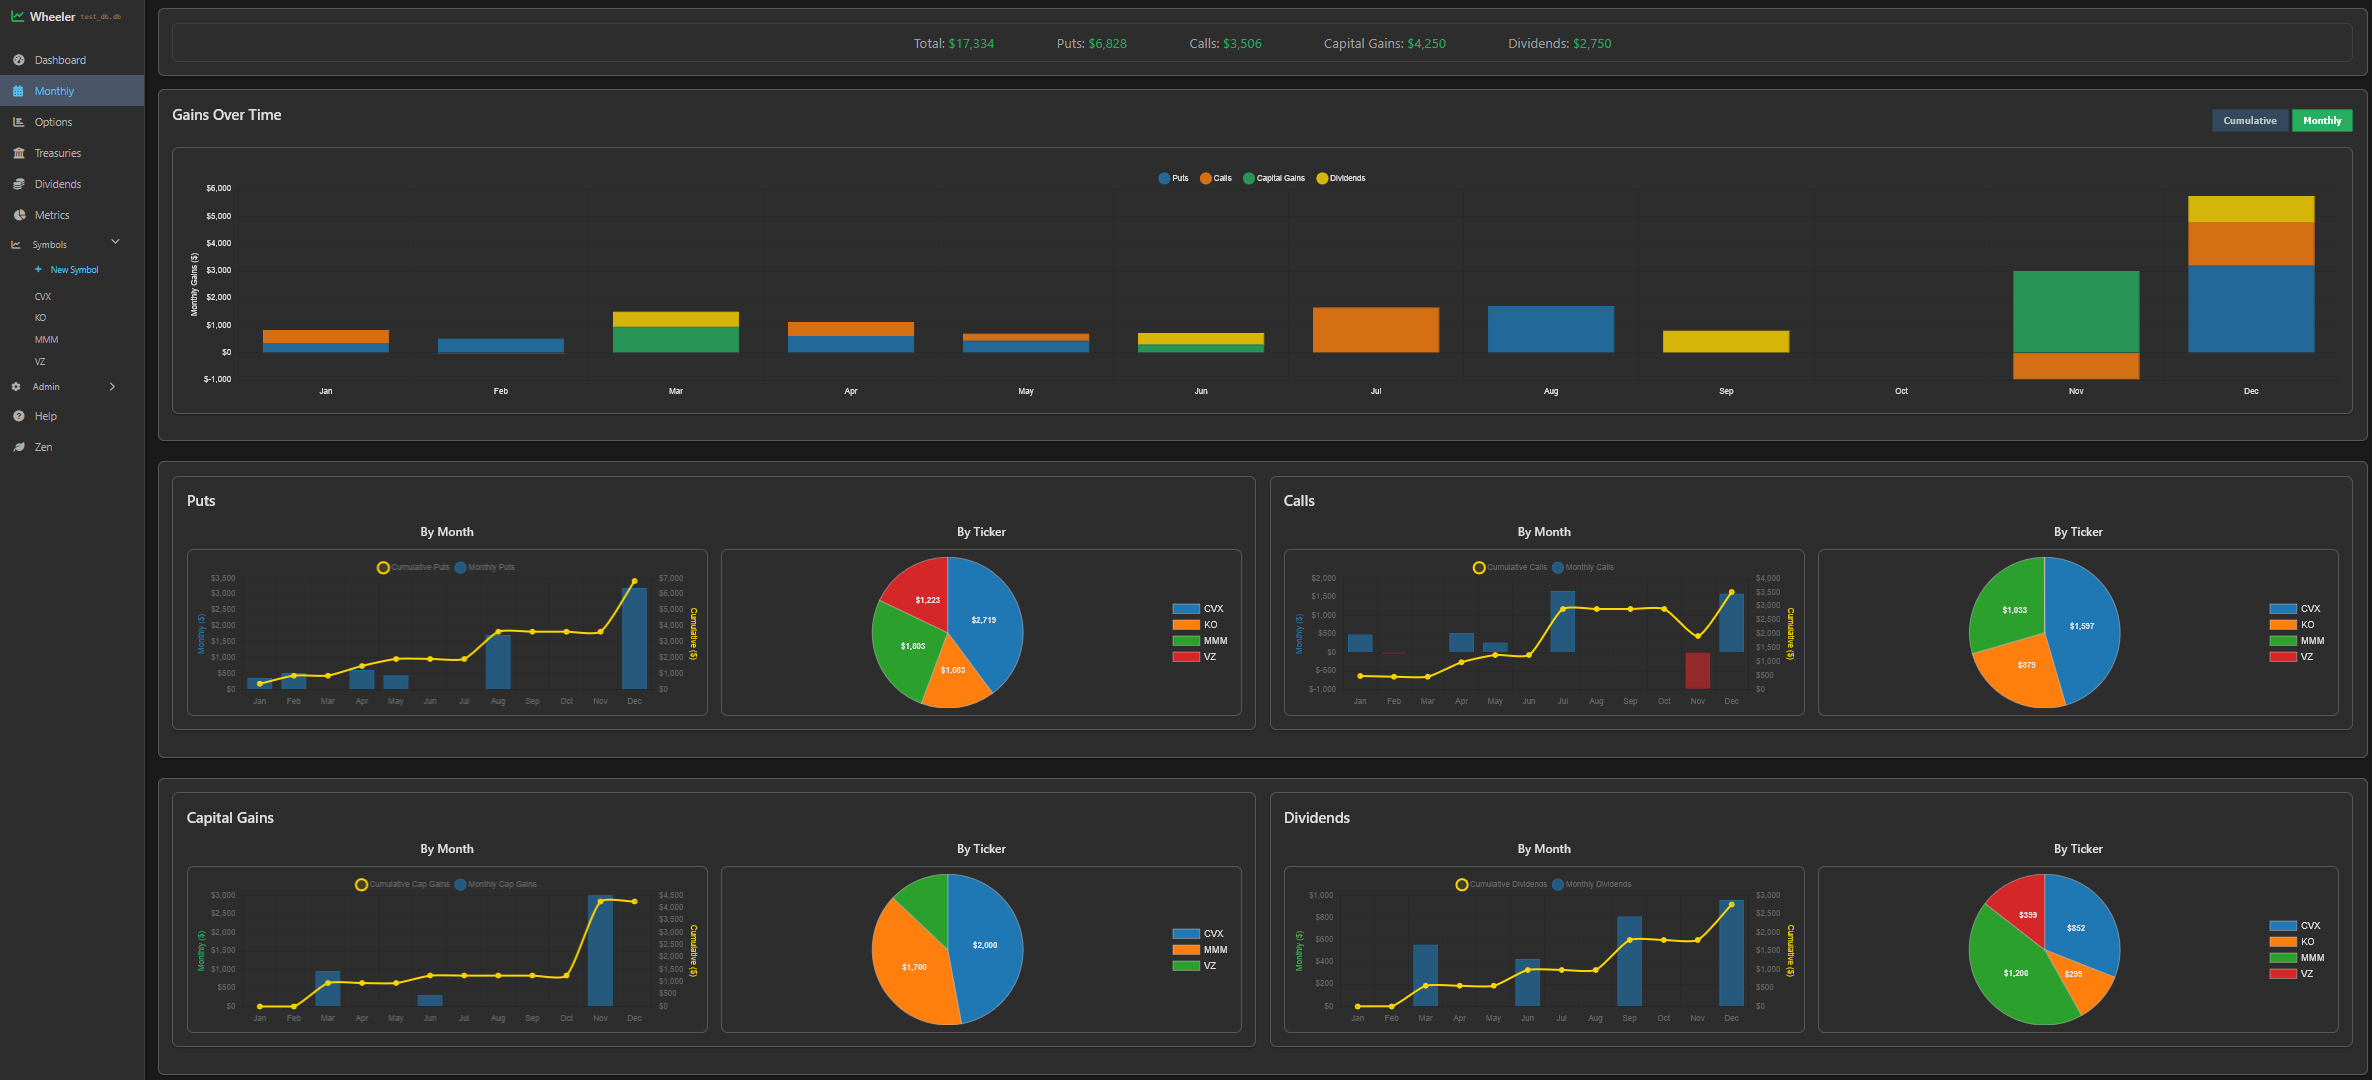 Wheeler test_db.db
Dashboard
Monthly
Options
Treasuries
Dividends
Metrics
Symbols
+ New Symbol
CVX
KO
MMM
VZ
Admin
Help
Zen
Total: $17,334 Puts: $6,828 Calls: $3,506 Capital Gains: $4,250 Dividends: $2,750
Gains Over Time
Cumulative Monthly
Puts Calls Capital Gains Dividends
Monthly Gains ($)
$6,000
$5,000
$4,000
$3,000
$2,000
$1,000
$0
$-1,000
Jan Feb Mar Apr May Jun Jul Aug Sep Oct Nov Dec
Puts
By Month
Cumulative Puts Monthly Puts
Monthly ($)
$3,500
$3,000
$2,500
$2,000
$1,500
$1,000
$500
$0
$7,000
$6,000
$5,000
$4,000
$3,000
$2,000
$1,000
$0
Cumulative ($)
Jan Feb Mar Apr May Jun Jul Aug Sep Oct Nov Dec
By Ticker
$1,223
$2,719
$1,803
$1,083
CVX
KO
MMM
VZ
Calls
By Month
Cumulative Calls Monthly Calls
Monthly ($)
$2,000
$1,500
$1,000
$500
$0
$-500
$-1,000
$4,000
$3,500
$3,000
$2,500
$2,000
$1,500
$1,000
$500
$0
Cumulative ($)
Jan Feb Mar Apr May Jun Jul Aug Sep Oct Nov Dec
By Ticker
$1,033
$1,597
$879
CVX
KO
MMM
VZ
Capital Gains
By Month
Cumulative Cap Gains Monthly Cap Gains
Monthly ($)
$3,000
$2,500
$2,000
$1,500
$1,000
$500
$0
$4,500
$4,000
$3,500
$3,000
$2,500
$2,000
$1,500
$1,000
$500
$0
Cumulative ($)
Jan Feb Mar Apr May Jun Jul Aug Sep Oct Nov Dec
By Ticker
$2,000
$1,700
CVX
MMM
VZ
Dividends
By Month
Cumulative Dividends Monthly Dividends
Monthly ($)
$1,000
$800
$600
$400
$200
$0
$3,000
$2,500
$2,000
$1,500
$1,000
$500
$0
Cumulative ($)
Jan Feb Mar Apr May Jun Jul Aug Sep Oct Nov Dec
By Ticker
$399
$852
$1,200
$299
CVX
KO
MMM
VZ